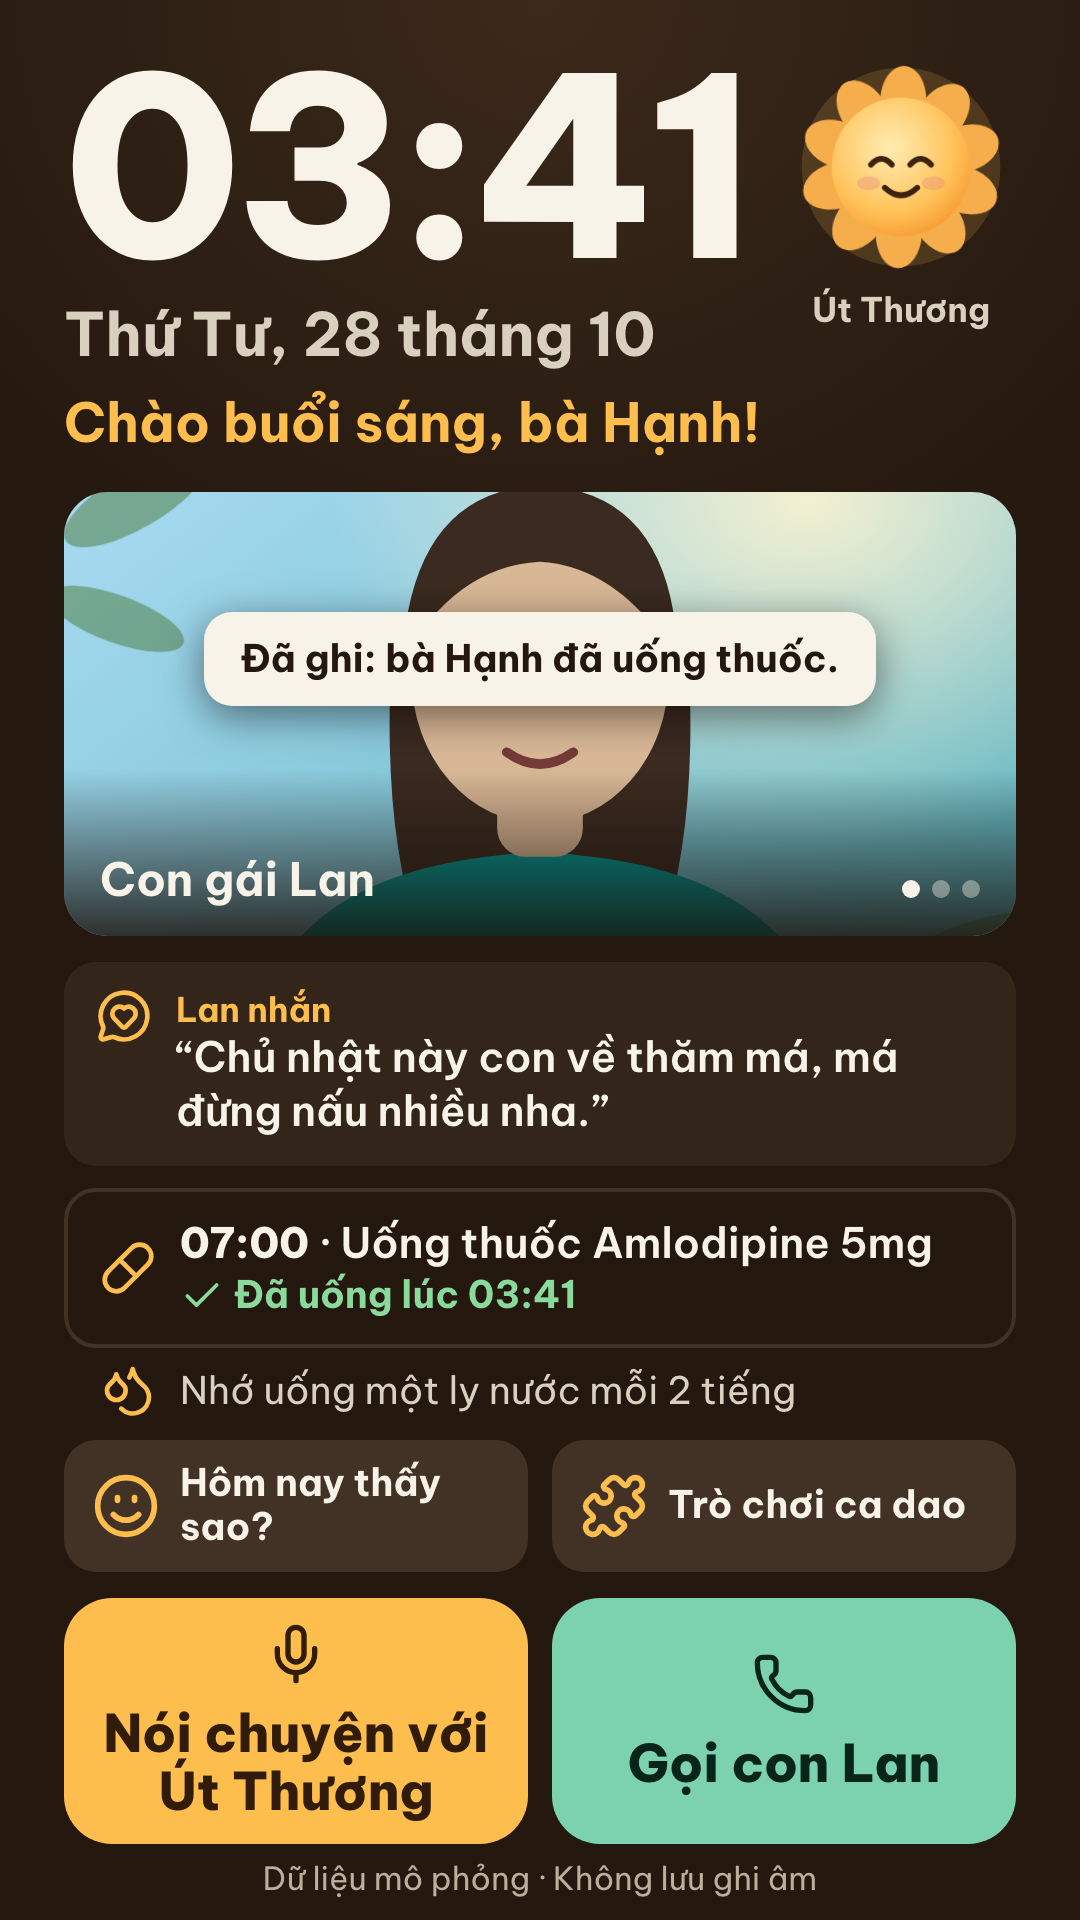 03:41
Út Thương
Thứ Tư, 28 tháng 10
Chào buổi sáng, bà Hạnh!
Đã ghi: bà Hạnh đã uống thuốc.
Con gái Lan
Lan nhắn
“Chủ nhật này con về thăm má, má
đừng nấu nhiều nha.”
07:00 · Uống thuốc Amlodipine 5mg
✓ Đã uống lúc 03:41
Nhớ uống một ly nước mỗi 2 tiếng
Hôm nay thấy
sao?
Trò chơi ca dao
Nói chuyện với
Út Thương
Gọi con Lan
Dữ liệu mô phỏng · Không lưu ghi âm